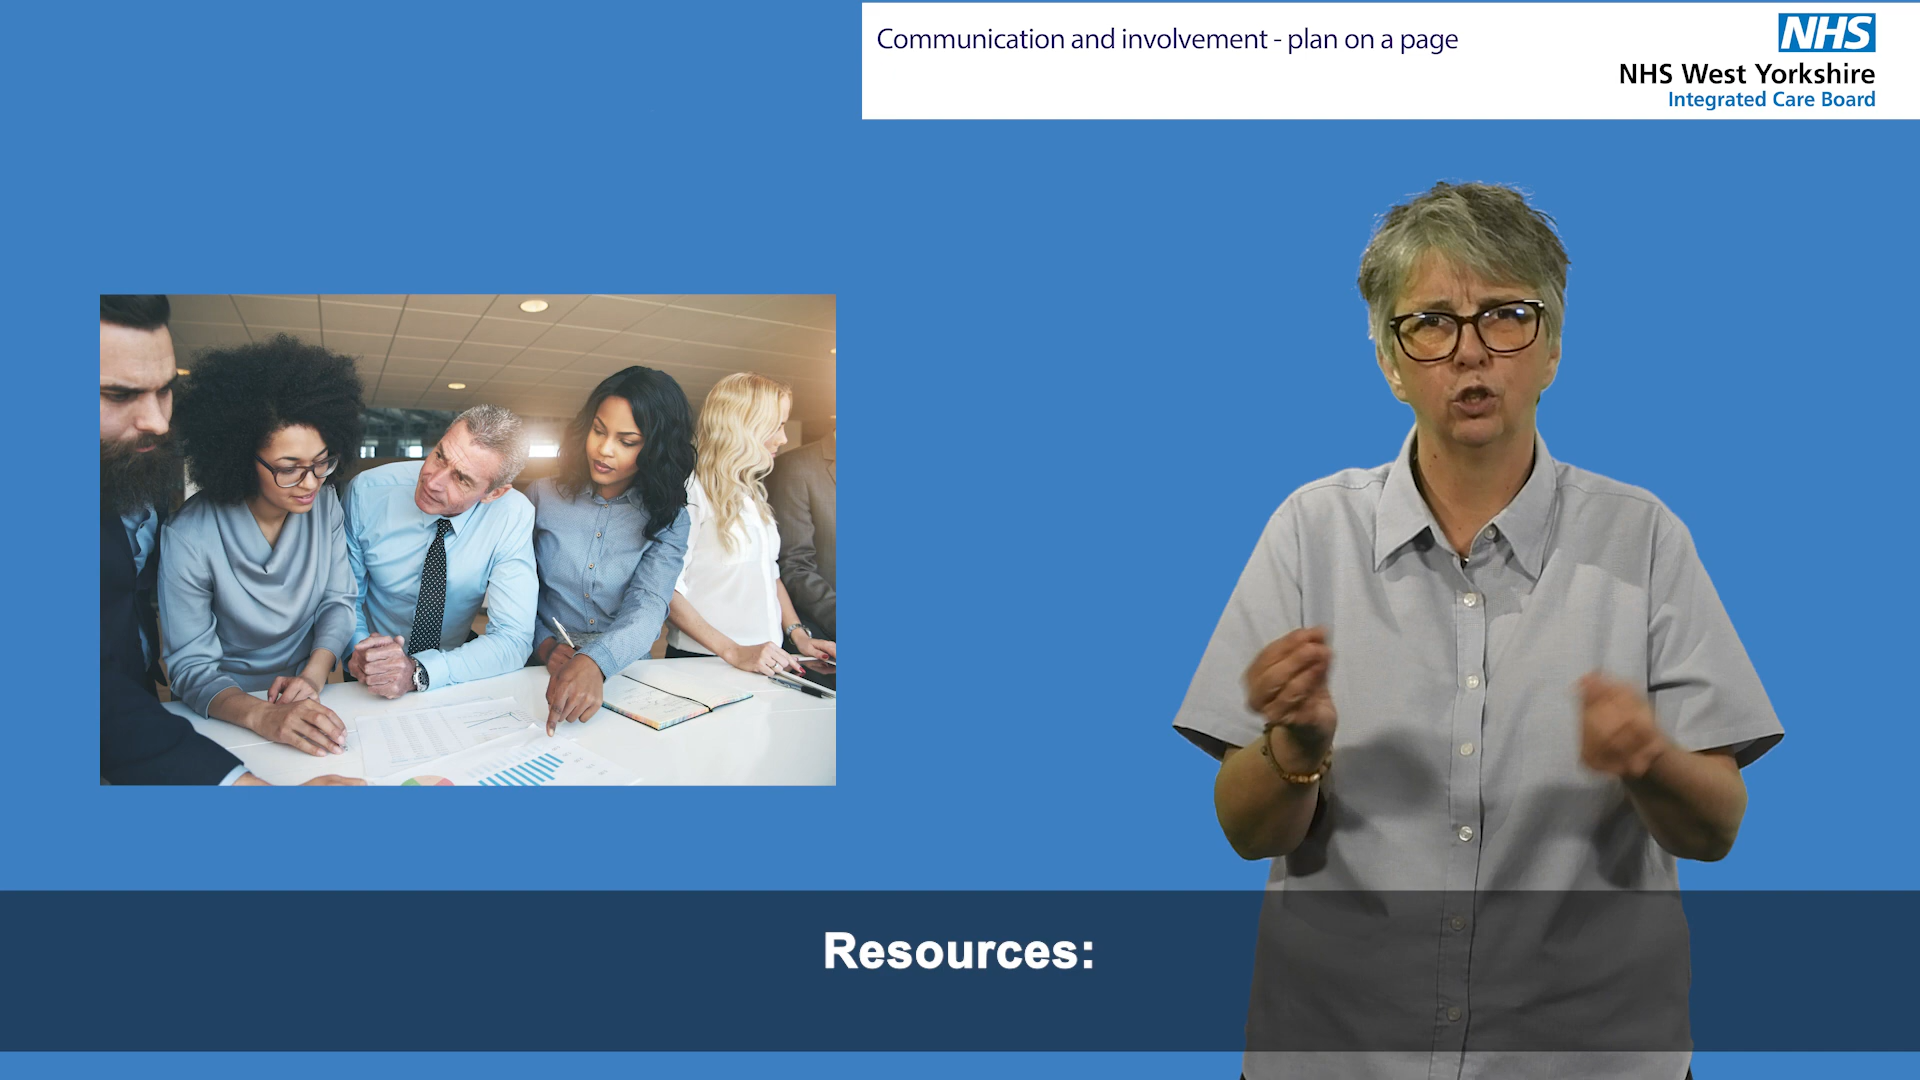 Communication and involvement - plan on a page
NHS
NHS West Yorkshire
Integrated Care Board
Resources: